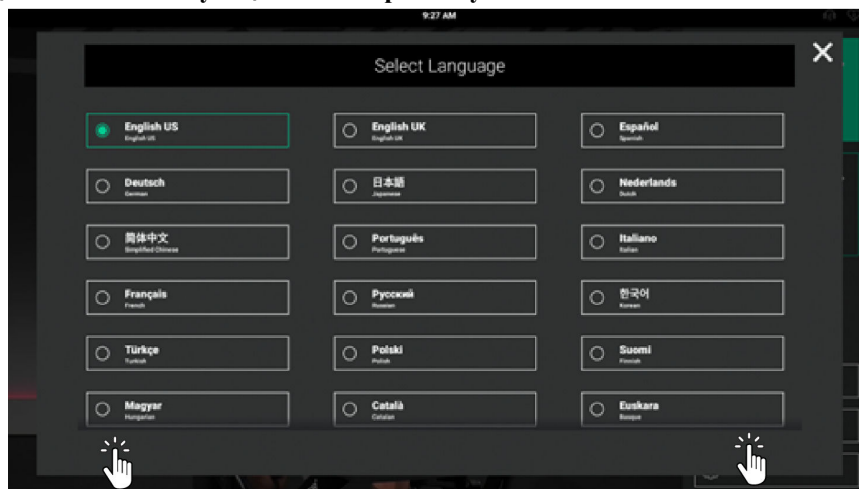 9:27 AM
Select Language
English US
English US
English UK
English UK
Español
Spanish
Deutsch
German
日本語
Japanese
Nederlands
Dutch
简体中文
Simplified Chinese
Português
Portuguese
Italiano
Italian
Français
French
Русский
Russian
한국어
Korean
Türkçe
Turkish
Polski
Polish
Suomi
Finnish
Magyar
Hungarian
Català
Catalan
Euskara
Basque